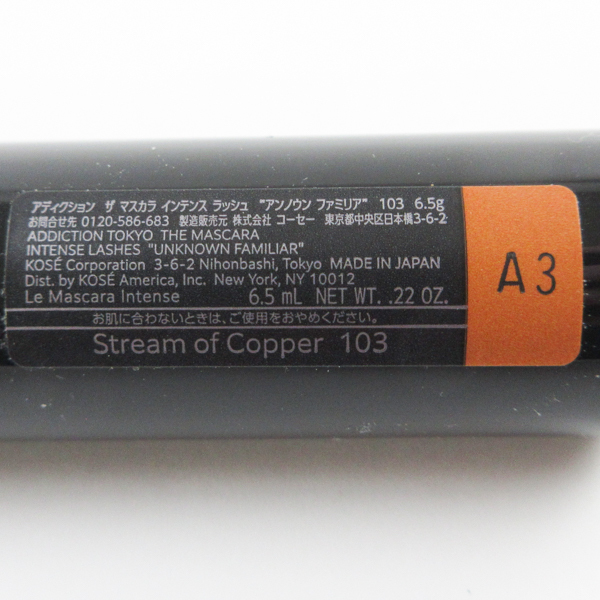 アディクション ザ マスカラ インテンス ラッシュ "アンノウン ファミリア" 103 6.5g
お問合せ先 0120-586-683 製造販売元 株式会社 コーセー 東京都中央区日本橋3-6-2
ADDICTION TOKYO THE MASCARA
INTENSE LASHES "UNKNOWN FAMILIAR"
KOSÉ Corporation 3-6-2 Nihonbashi, Tokyo MADE IN JAPAN
Dist. by KOSÉ America, Inc. New York, NY 10012
Le Mascara Intense 6.5 mL NET WT. .22 OZ.
お肌に合わないときは、ご使用をおやめください。
Stream of Copper 103
A3